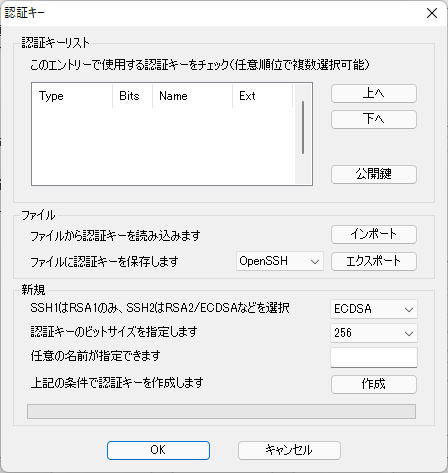 認証キー
認証キーリスト
このエントリーで使用する認証キーをチェック(任意順位で複数選択可能)
Type Bits Name Ext
上へ
下へ
公開鍵
ファイル
ファイルから認証キーを読み込みます インポート
ファイルに認証キーを保存します OpenSSH エクスポート
新規
SSH1はRSA1のみ、SSH2はRSA2/ECDSAなどを選択 ECDSA
認証キーのビットサイズを指定します 256
任意の名前が指定できます
上記の条件で認証キーを作成します 作成
OK キャンセル